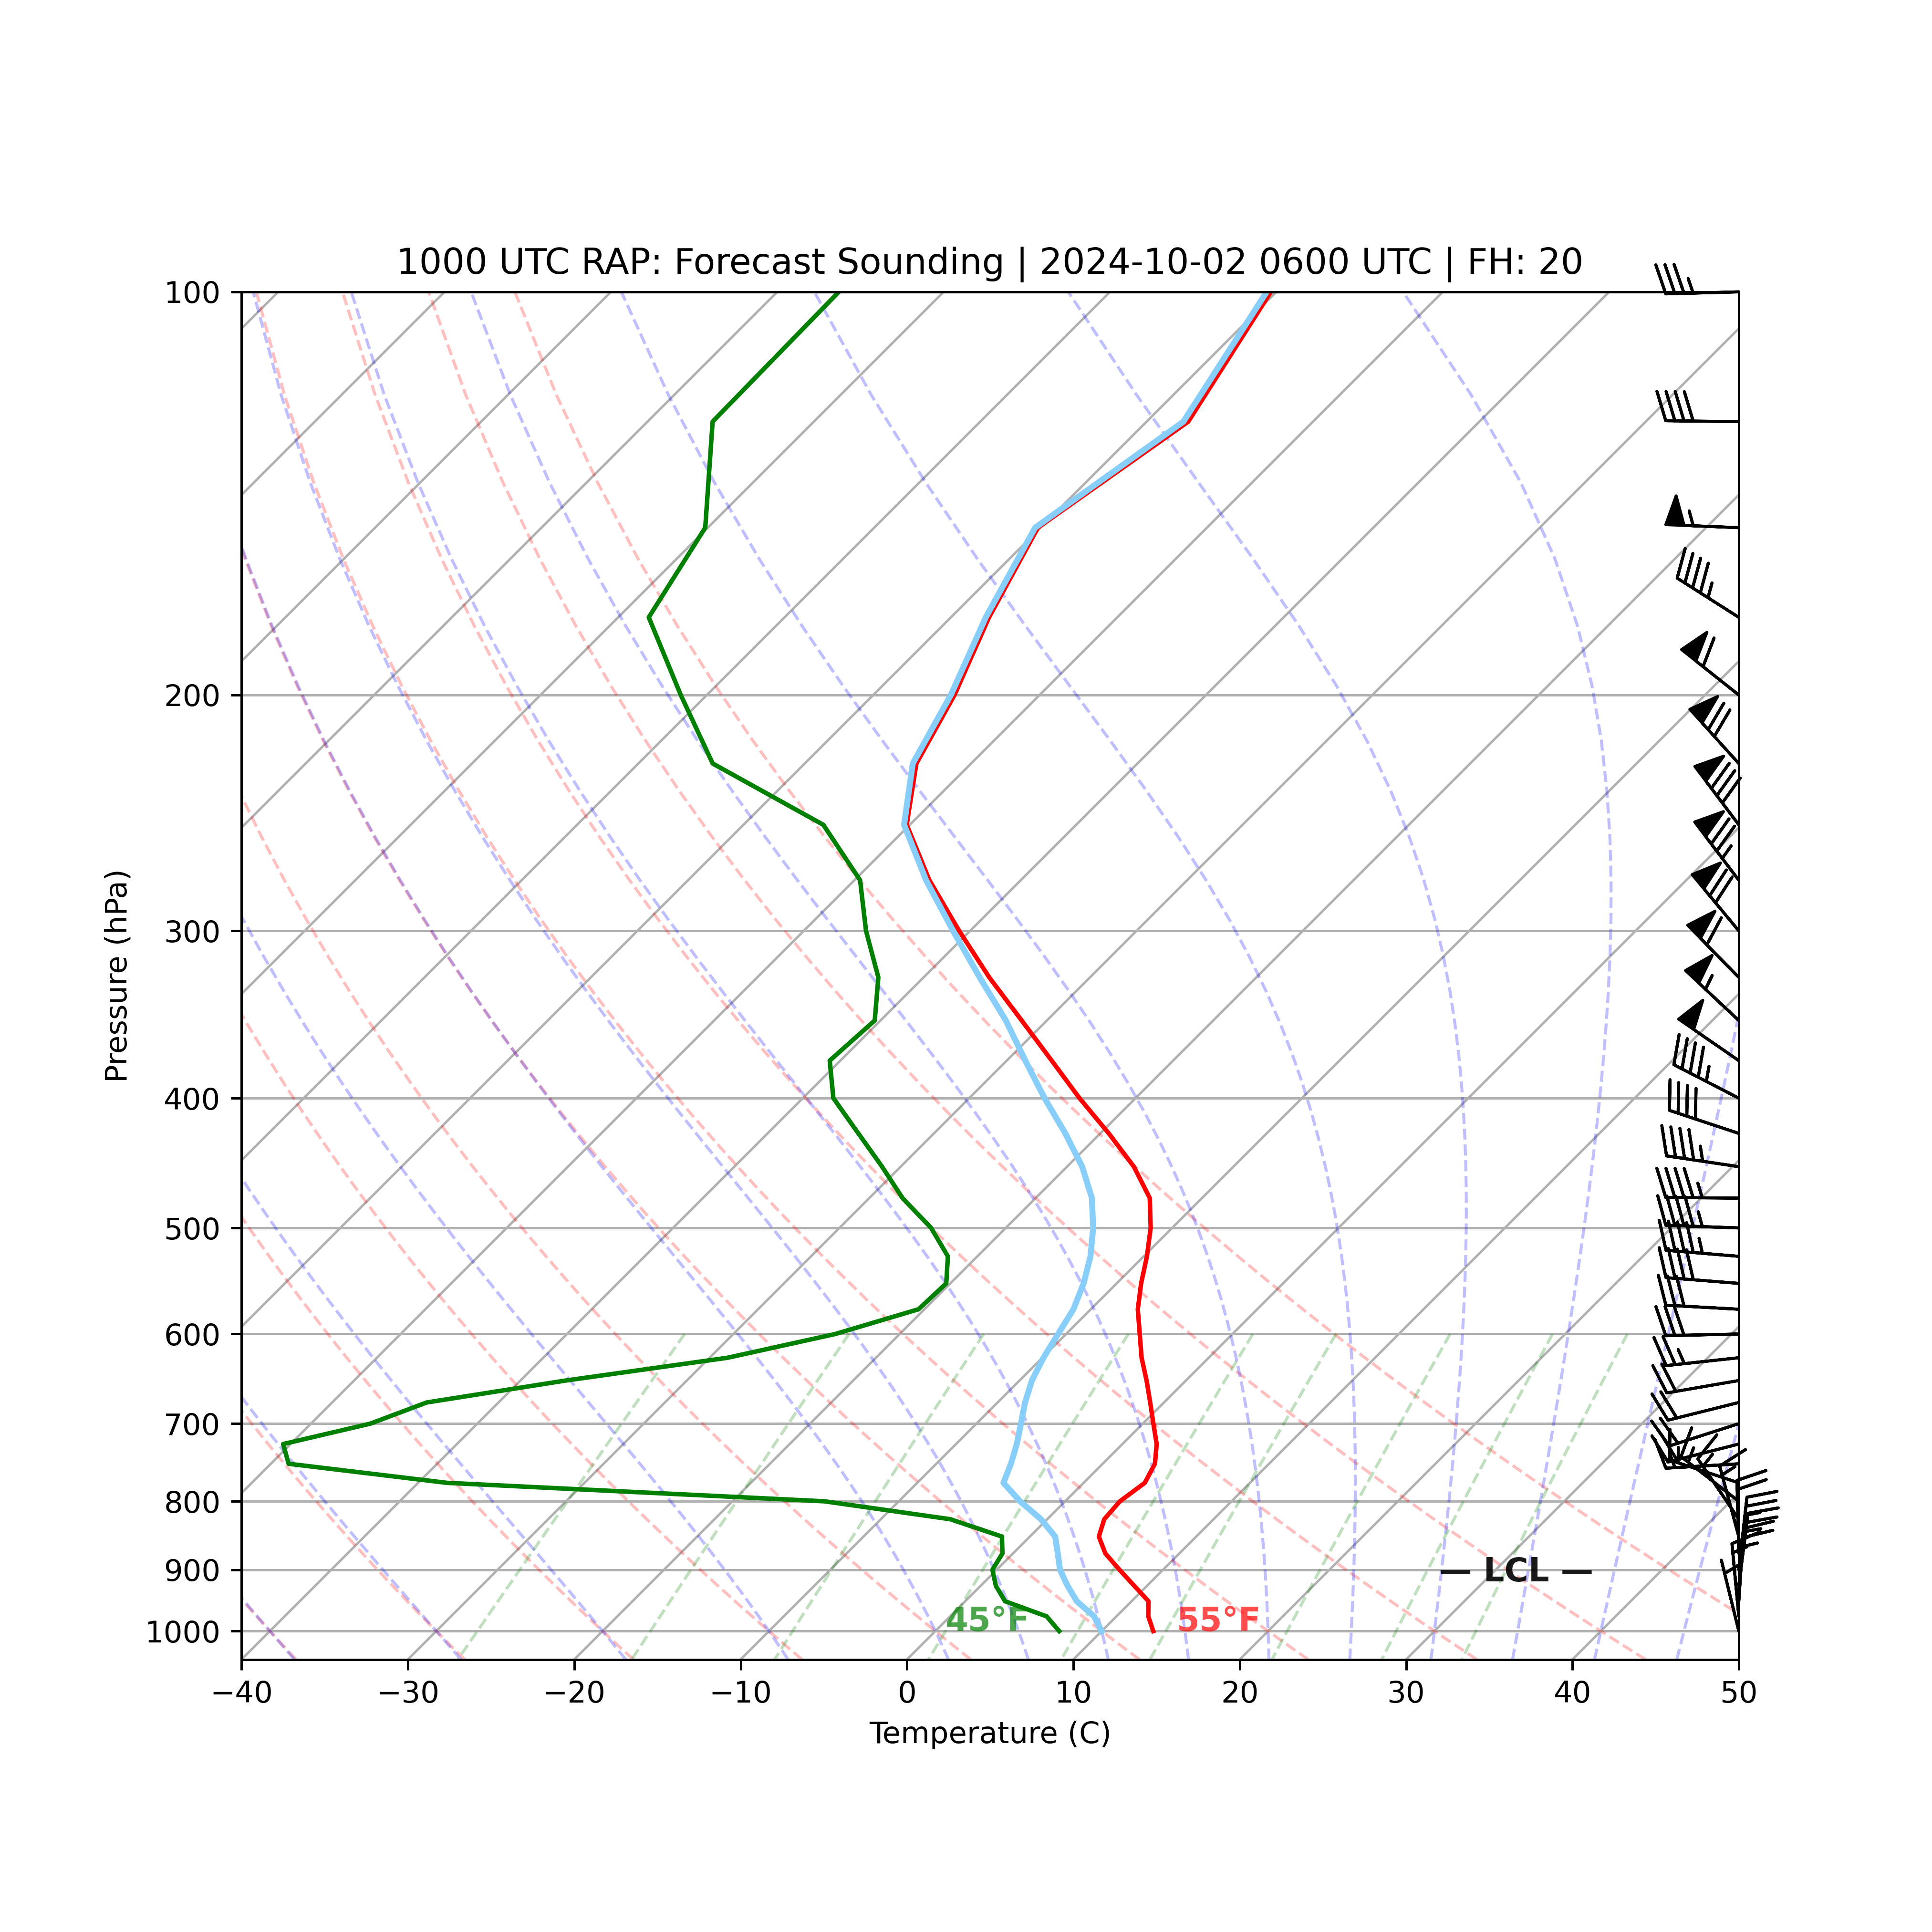 1000 UTC RAP: Forecast Sounding | 2024-10-02 0600 UTC | FH: 20
100
200
300
400
500
600
700
800
900
1000
Pressure (hPa)
— LCL —
45°F
55°F
−40 −30 −20 −10 0 10 20 30 40 50
Temperature (C)